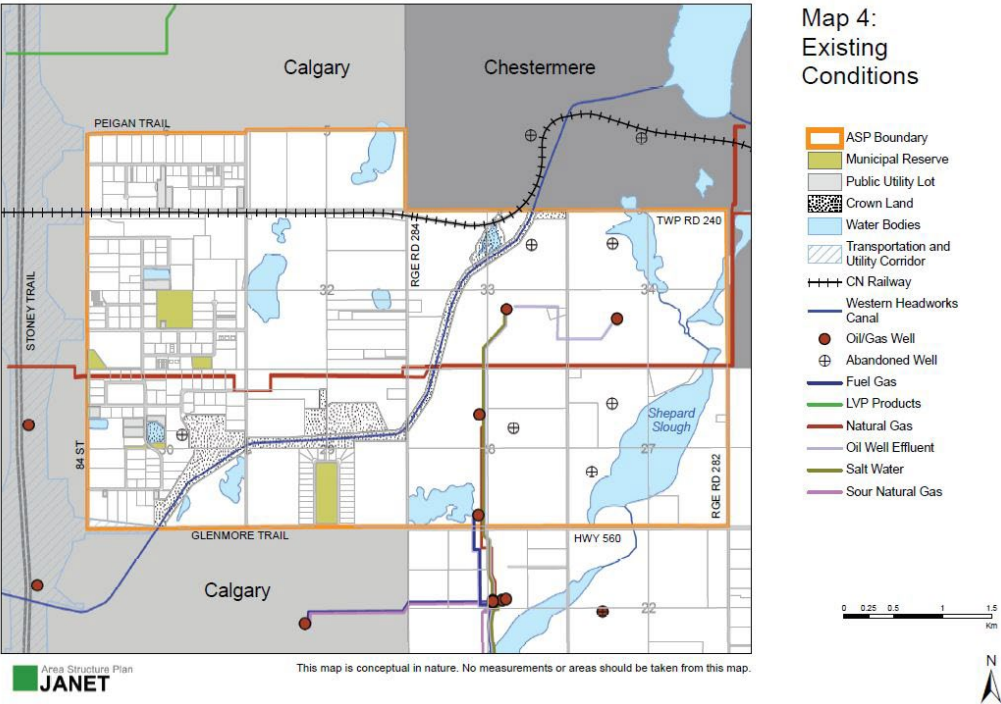 Map 4:
Existing
Conditions
Calgary
Chestermere
PEIGAN TRAIL
5
TWP RD 240
RGE RD 284
STONEY TRAIL
32
33
34
84 ST
Shepard
Slough
29
27
RGE RD 282
GLENMORE TRAIL
HWY 560
Calgary
22
ASP Boundary
Municipal Reserve
Public Utility Lot
Crown Land
Water Bodies
Transportation and
Utility Corridor
CN Railway
Western Headworks
Canal
Oil/Gas Well
Abandoned Well
Fuel Gas
LVP Products
Natural Gas
Oil Well Effluent
Salt Water
Sour Natural Gas
0 0.25 0.5 1 1.5
Km
N
Area Structure Plan
JANET
This map is conceptual in nature. No measurements or areas should be taken from this map.